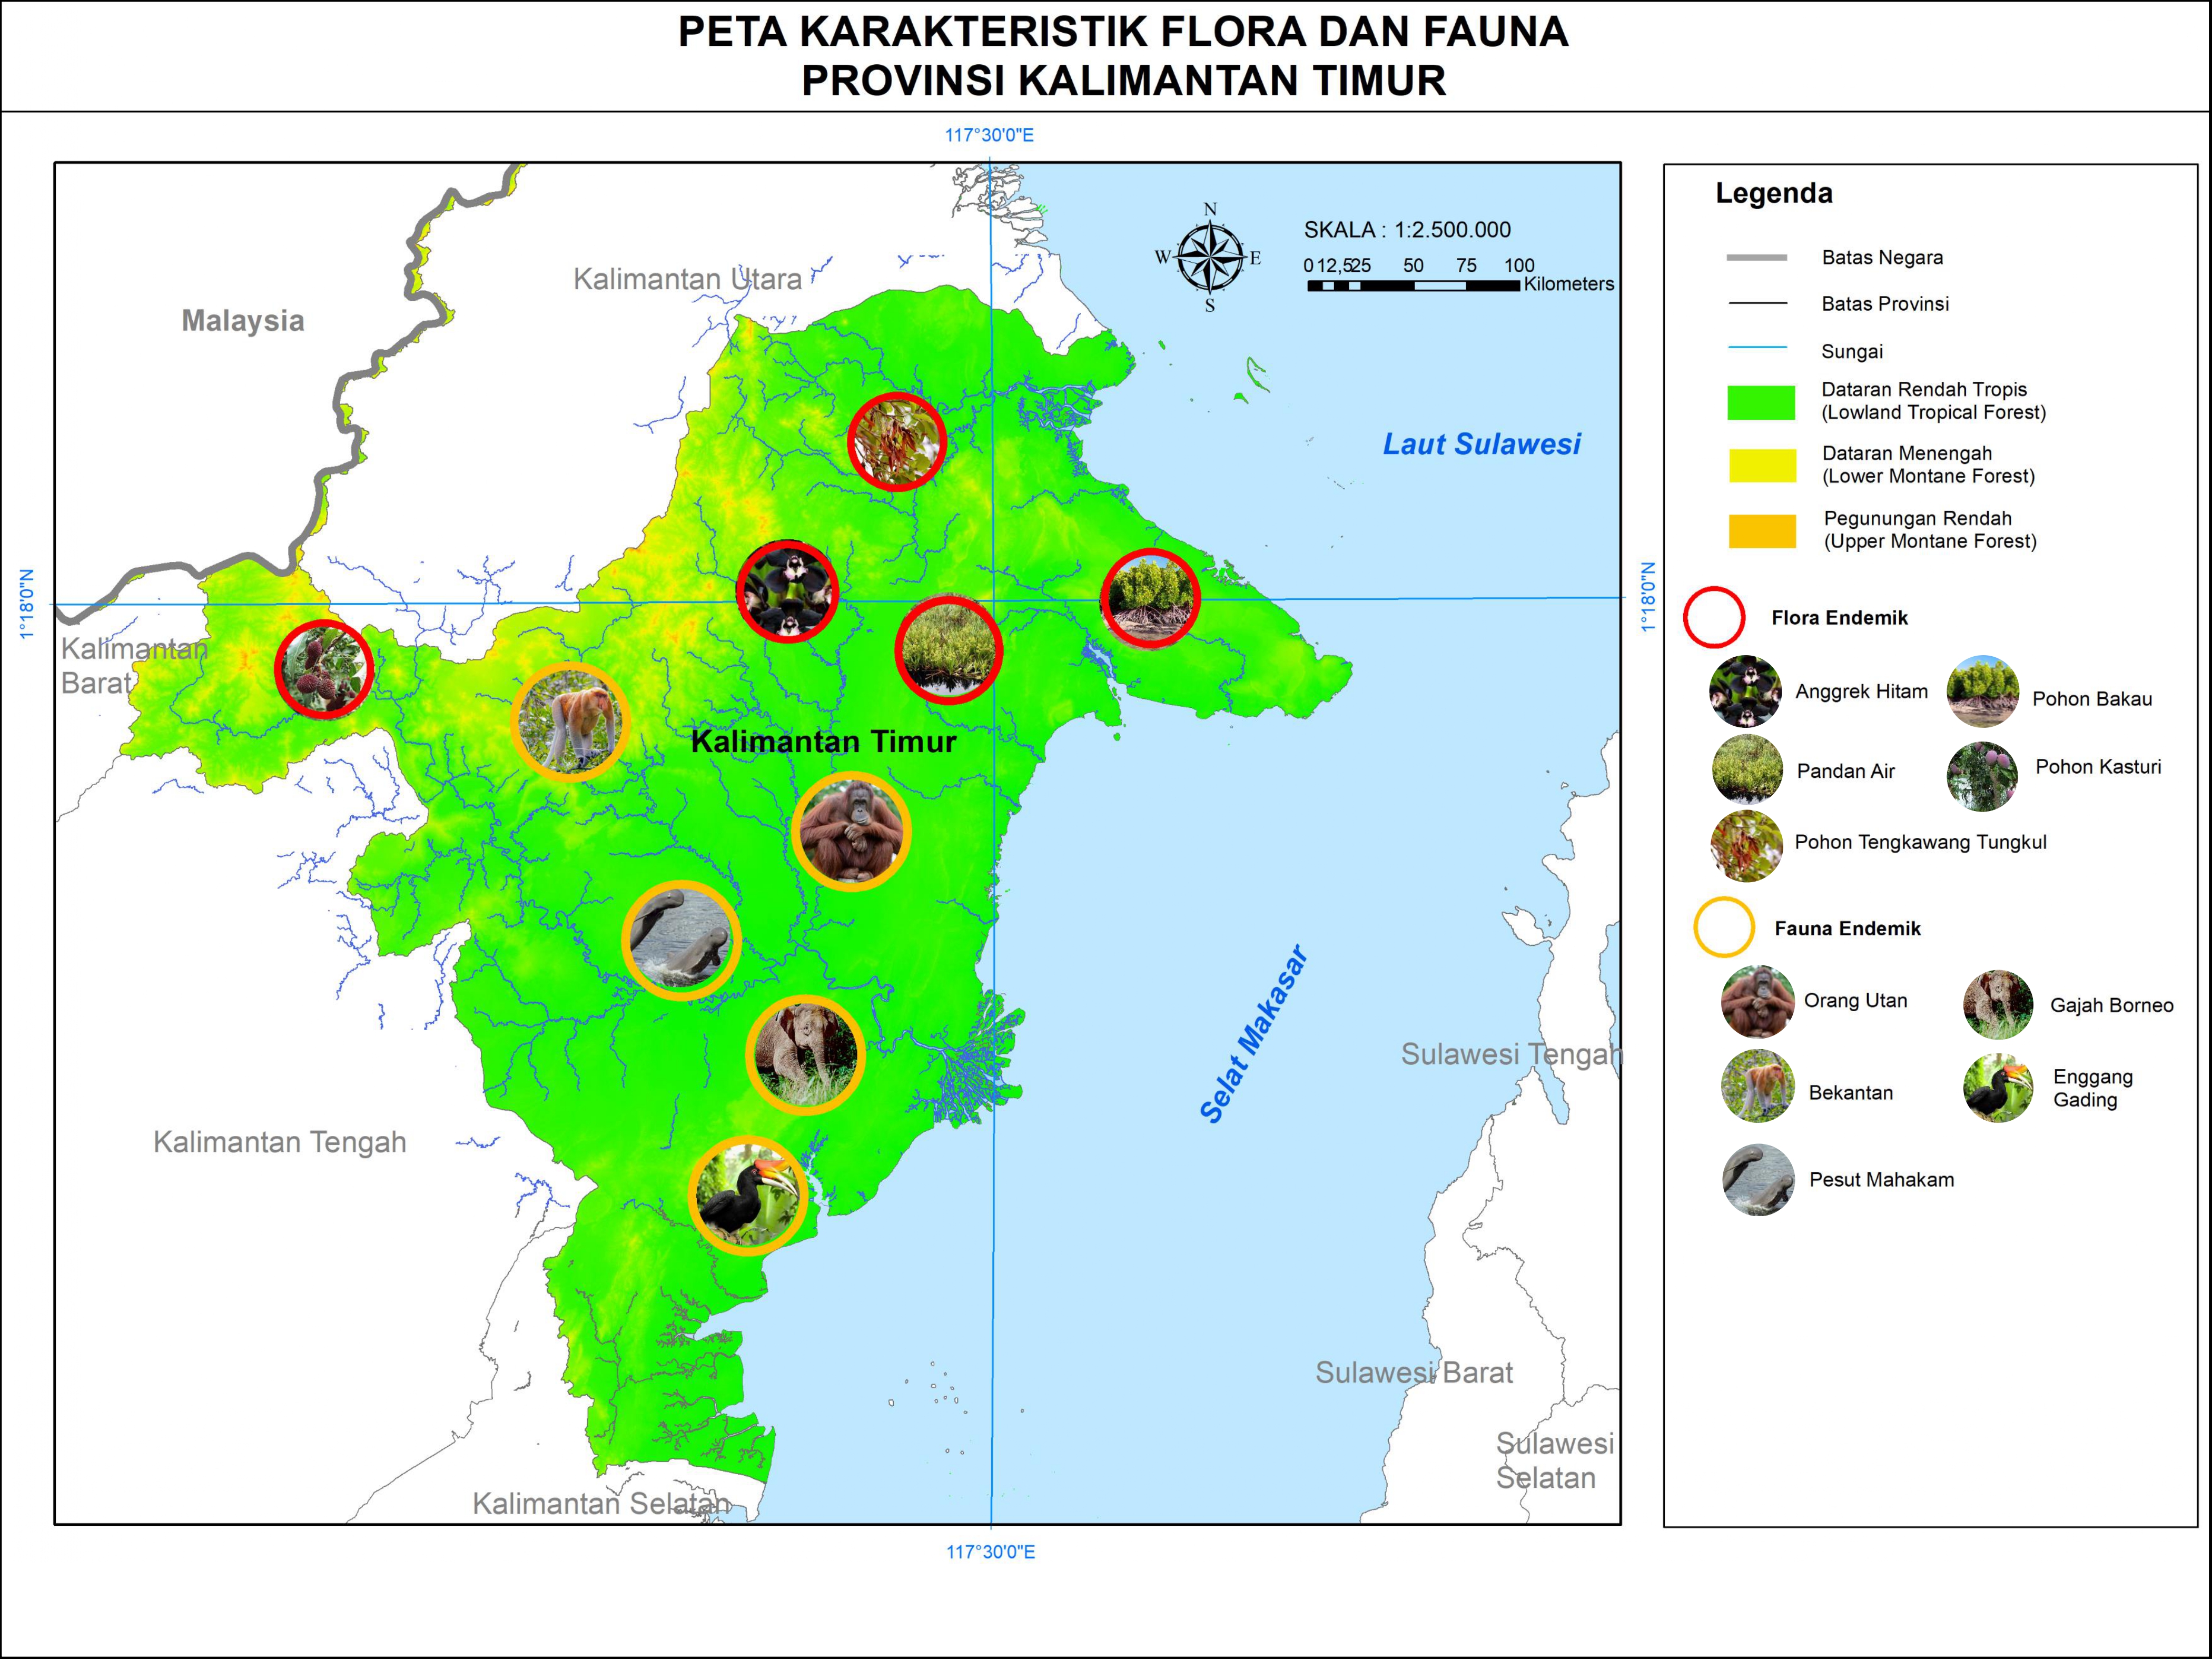 PETA KARAKTERISTIK FLORA DAN FAUNA
PROVINSI KALIMANTAN TIMUR
117°30'0"E
N
W
E
S
SKALA : 1:2.500.000
0 12,5 25 50 75 100
Kilometers
Kalimantan Utara
Malaysia
Laut Sulawesi
1°18'0"N
1°18'0"N
Kalimantan
Barat
Kalimantan Timur
Selat Makasar
Sulawesi Tengah
Kalimantan Tengah
Sulawesi Barat
Sulawesi
Selatan
Kalimantan Selatan
117°30'0"E
Legenda
Batas Negara
Batas Provinsi
Sungai
Dataran Rendah Tropis
(Lowland Tropical Forest)
Dataran Menengah
(Lower Montane Forest)
Pegunungan Rendah
(Upper Montane Forest)
Flora Endemik
Anggrek Hitam
Pohon Bakau
Pandan Air
Pohon Kasturi
Pohon Tengkawang Tungkul
Fauna Endemik
Orang Utan
Gajah Borneo
Bekantan
Enggang
Gading
Pesut Mahakam